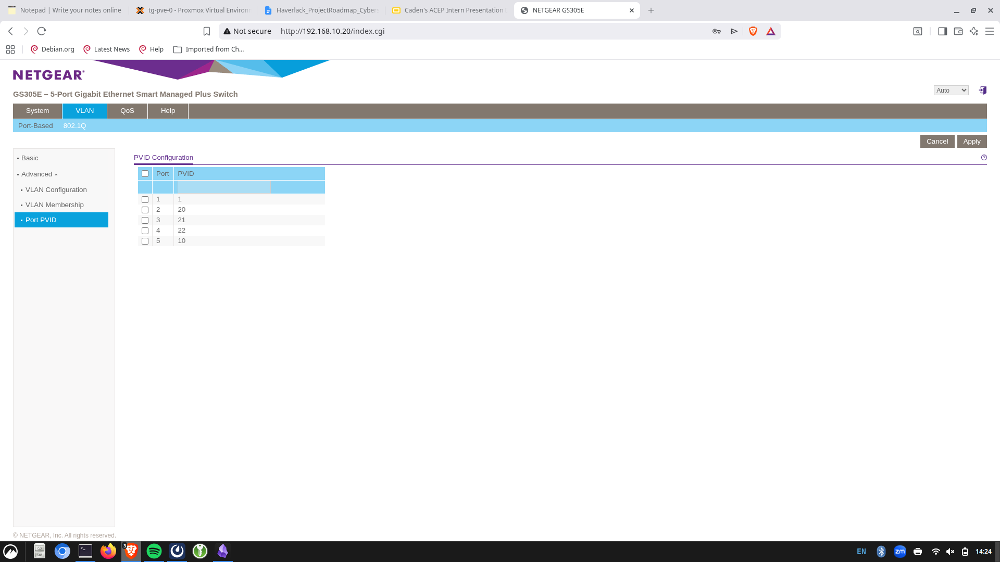 Notepad | Write your notes online
tg-pve-0 - Proxmox Virtual Environ
Haverlack_ProjectRoadmap_Cybers
Caden's ACEP Intern Presentation
NETGEAR GS305E
Not secure
http://192.168.10.20/index.cgi
Debian.org
Latest News
Help
Imported from Ch...
NETGEAR®
GS305E – 5-Port Gigabit Ethernet Smart Managed Plus Switch
Auto
System
VLAN
QoS
Help
Port-Based
802.1Q
Cancel
Apply
Basic
Advanced
VLAN Configuration
VLAN Membership
Port PVID
PVID Configuration
Port PVID
1 1
2 20
3 21
4 22
5 10
© NETGEAR, Inc. All rights reserved.
3
EN
zm
14:24